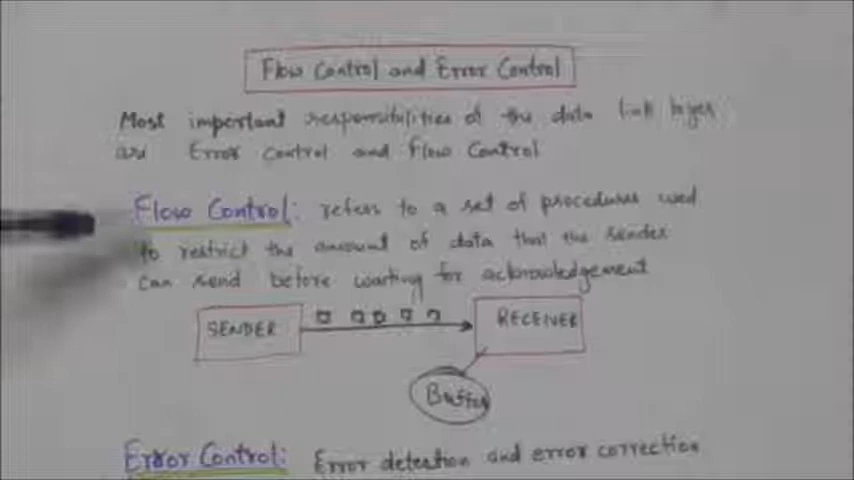 Flow Control and Error Control
Most important responsibilities of the data link layer
are Error control and Flow Control
Flow Control: refers to a set of procedures used
to restrict the amount of data that the sender
can send before waiting for acknowledgement
SENDER RECEIVER
Buffer
Error Control: Error detection and error correction